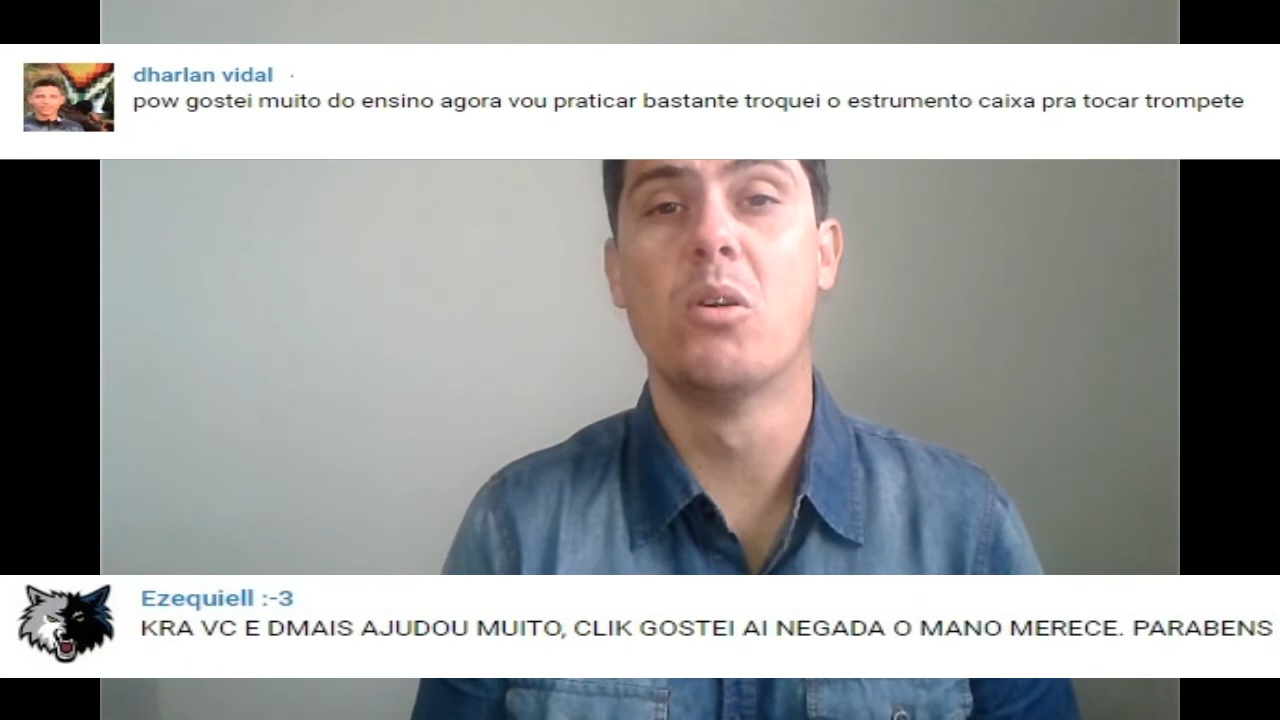 dharlan vidal ·
pow gostei muito do ensino agora vou praticar bastante troquei o estrumento caixa pra tocar trompete
Ezequiell :-3
KRA VC E DMAIS AJUDOU MUITO, CLIK GOSTEI AI NEGADA O MANO MERECE. PARABENS